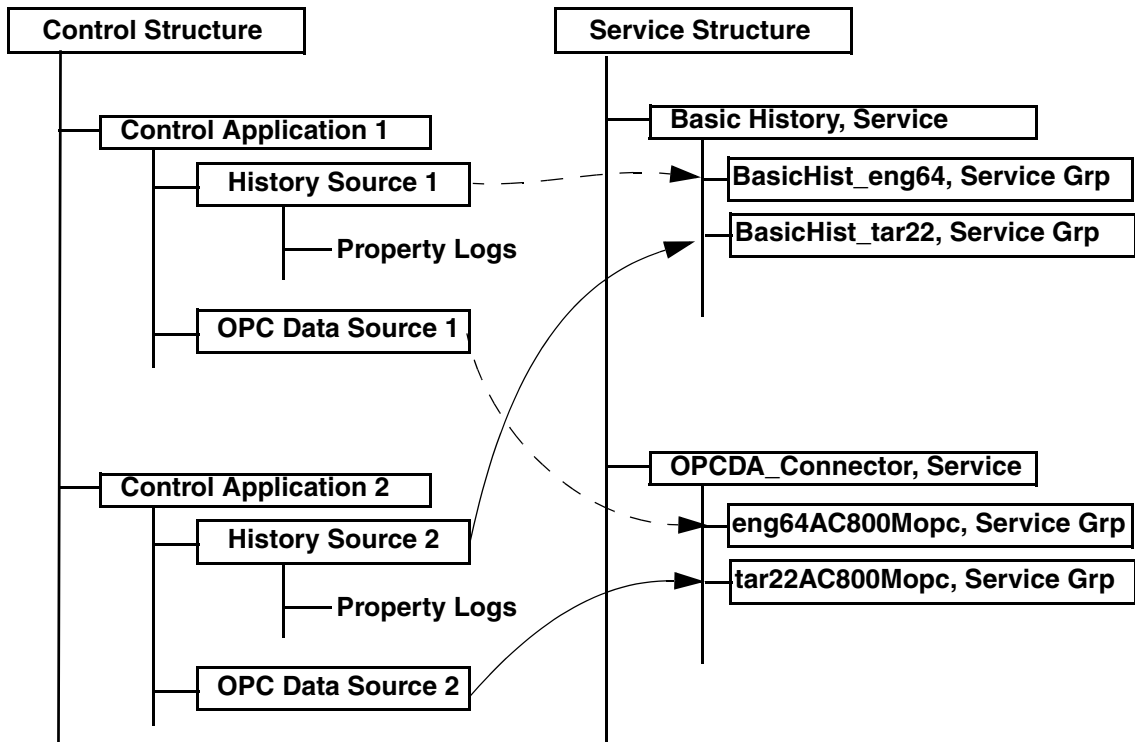 Control Structure
Control Application 1
History Source 1
Property Logs
OPC Data Source 1
Control Application 2
History Source 2
Property Logs
OPC Data Source 2
Service Structure
Basic History, Service
BasicHist_eng64, Service Grp
BasicHist_tar22, Service Grp
OPCDA_Connector, Service
eng64AC800Mopc, Service Grp
tar22AC800Mopc, Service Grp